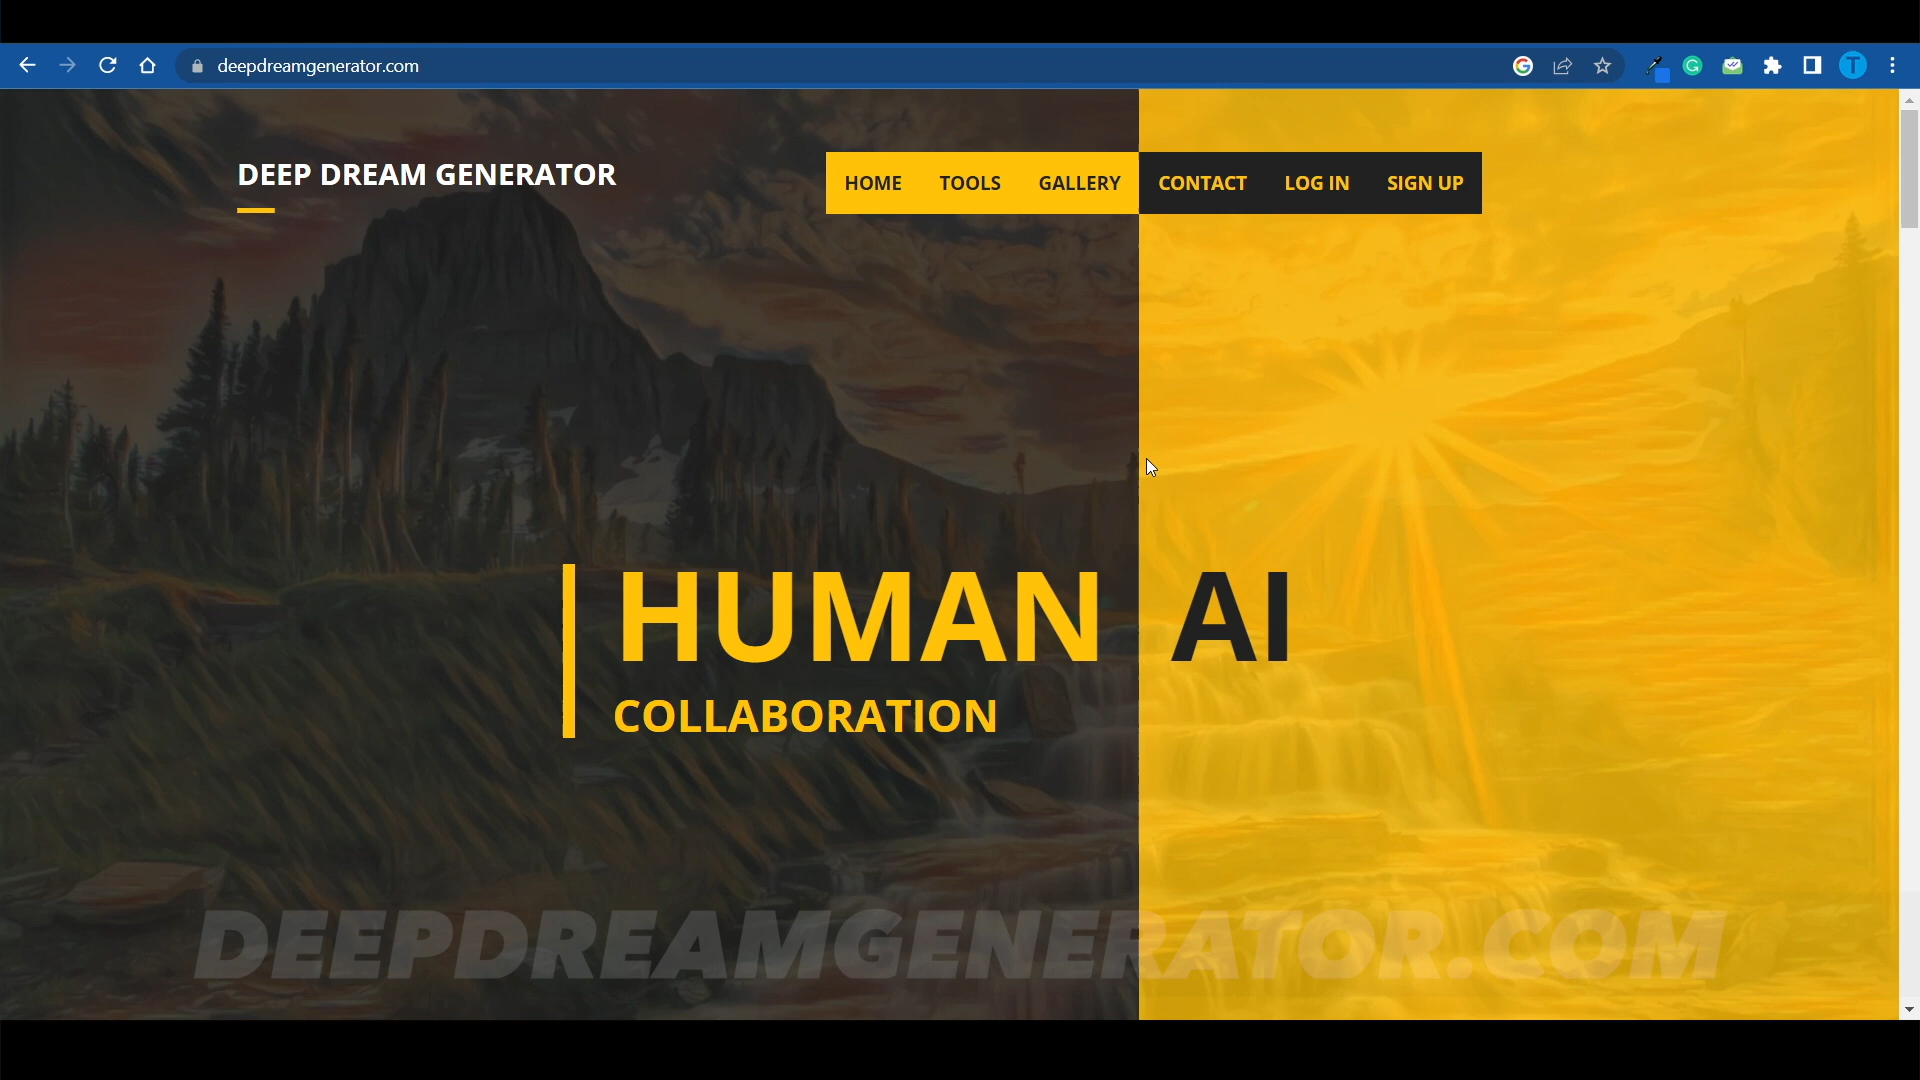 deepdreamgenerator.com
T
DEEP DREAM GENERATOR
HOME TOOLS GALLERY CONTACT LOG IN SIGN UP
HUMAN AI
COLLABORATION
DEEPDREAMGENERATOR.COM